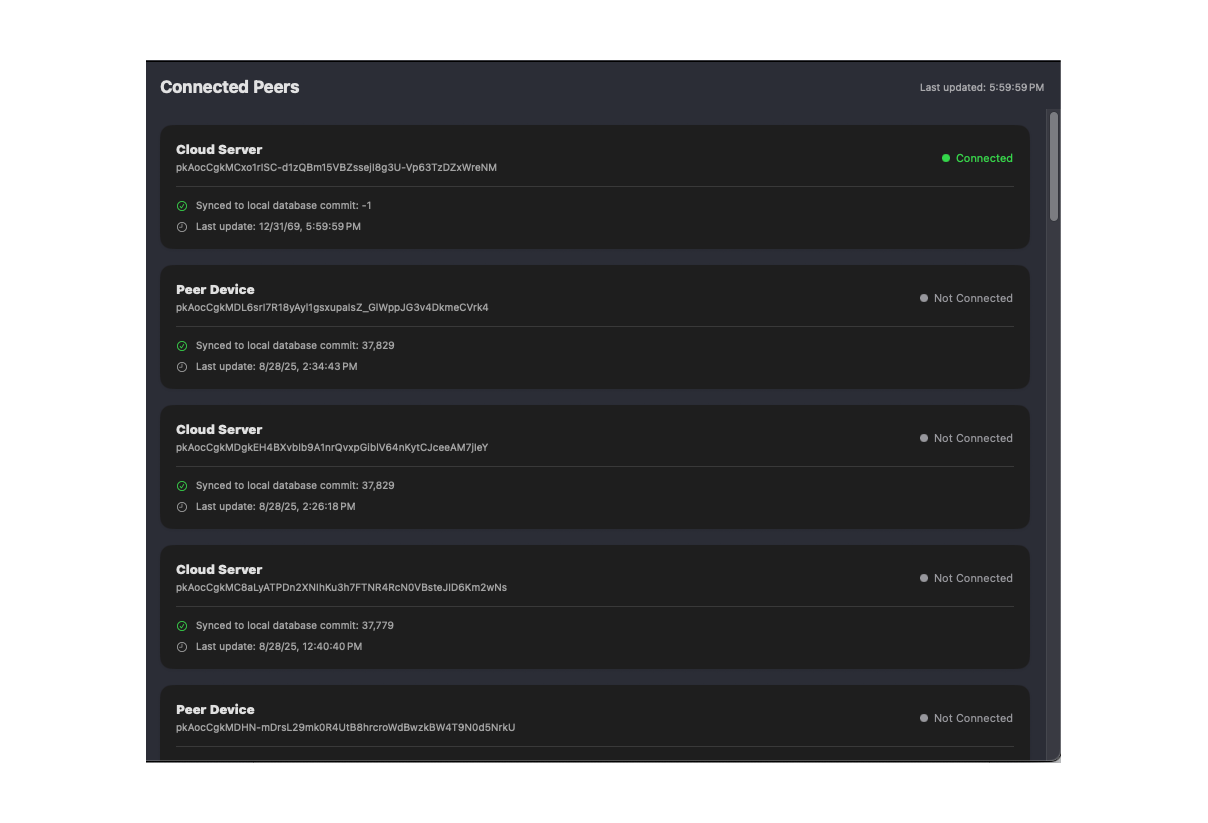 Connected Peers
Last updated: 5:59:59 PM
Cloud Server
pkAocCgkMCxo1rISC-d1zQBm15VBZssejI8g3U-Vp63TzDZxWreNM
Connected
Synced to local database commit: -1
Last update: 12/31/69, 5:59:59 PM
Peer Device
pkAocCgkMDL6srI7R18yAyl1gsxupalsZ_GlWppJG3v4DkmeCVrk4
Not Connected
Synced to local database commit: 37,829
Last update: 8/28/25, 2:34:43 PM
Cloud Server
pkAocCgkMDgkEH4BXvbIb9A1nrQvxpGiblV64nKytCJceeAM7jIeY
Not Connected
Synced to local database commit: 37,829
Last update: 8/28/25, 2:26:18 PM
Cloud Server
pkAocCgkMC8aLyATPDn2XNIhKu3h7FTNR4RcN0VBsteJID6Km2wNs
Not Connected
Synced to local database commit: 37,779
Last update: 8/28/25, 12:40:40 PM
Peer Device
pkAocCgkMDHN-mDrsL29mk0R4UtB8hrcroWdBwzkBW4T9N0d5NrkU
Not Connected